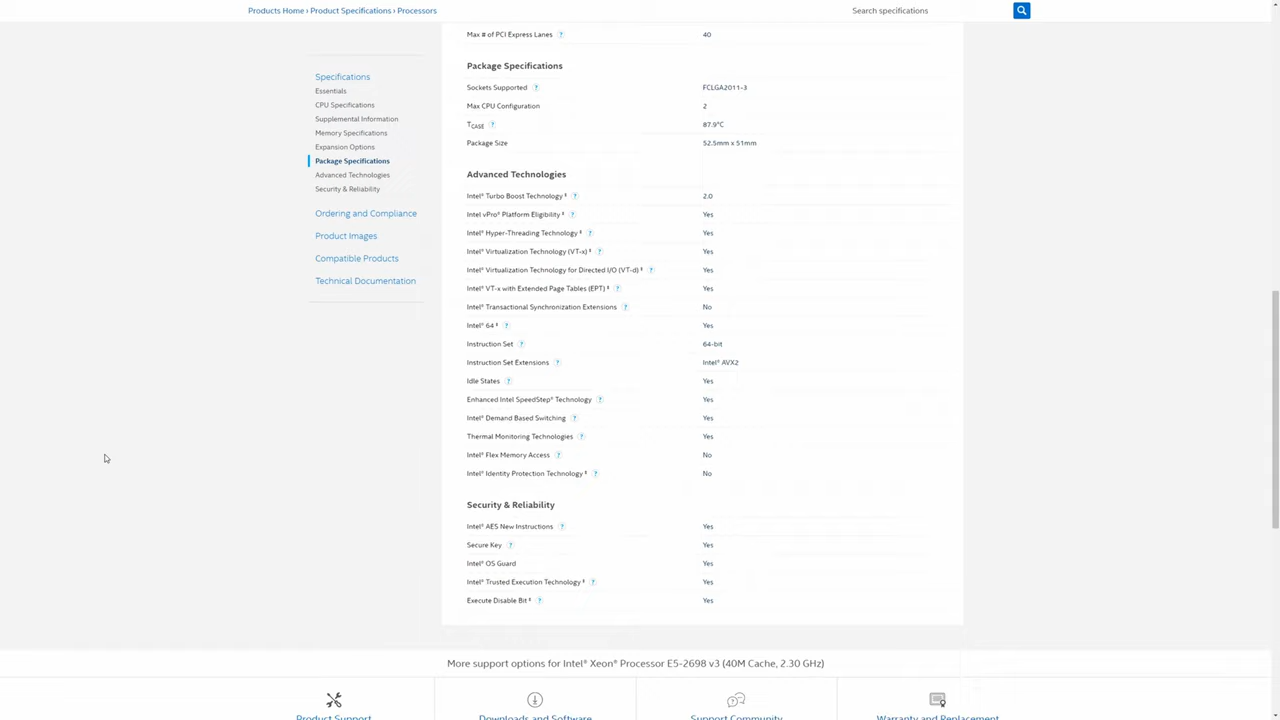 Products Home › Product Specifications › Processors
Search specifications
Max # of PCI Express Lanes ? 40
Specifications
Essentials
CPU Specifications
Supplemental Information
Memory Specifications
Expansion Options
Package Specifications
Advanced Technologies
Security & Reliability
Ordering and Compliance
Product Images
Compatible Products
Technical Documentation
Package Specifications
Sockets Supported ? FCLGA2011-3
Max CPU Configuration 2
TCASE ? 87.9°C
Package Size 52.5mm x 51mm
Advanced Technologies
Intel® Turbo Boost Technology ‡ ? 2.0
Intel vPro® Platform Eligibility ‡ ? Yes
Intel® Hyper-Threading Technology ‡ ? Yes
Intel® Virtualization Technology (VT-x) ‡ ? Yes
Intel® Virtualization Technology for Directed I/O (VT-d) ‡ ? Yes
Intel® VT-x with Extended Page Tables (EPT) ‡ ? Yes
Intel® Transactional Synchronization Extensions ? No
Intel® 64 ‡ ? Yes
Instruction Set ? 64-bit
Instruction Set Extensions ? Intel® AVX2
Idle States ? Yes
Enhanced Intel SpeedStep® Technology ? Yes
Intel® Demand Based Switching ? Yes
Thermal Monitoring Technologies ? Yes
Intel® Flex Memory Access ? No
Intel® Identity Protection Technology ‡ ? No
Security & Reliability
Intel® AES New Instructions ? Yes
Secure Key ? Yes
Intel® OS Guard Yes
Intel® Trusted Execution Technology ‡ ? Yes
Execute Disable Bit ‡ ? Yes
More support options for Intel® Xeon® Processor E5-2698 v3 (40M Cache, 2.30 GHz)
Product Support Downloads and Software Support Community Warranty and Replacement